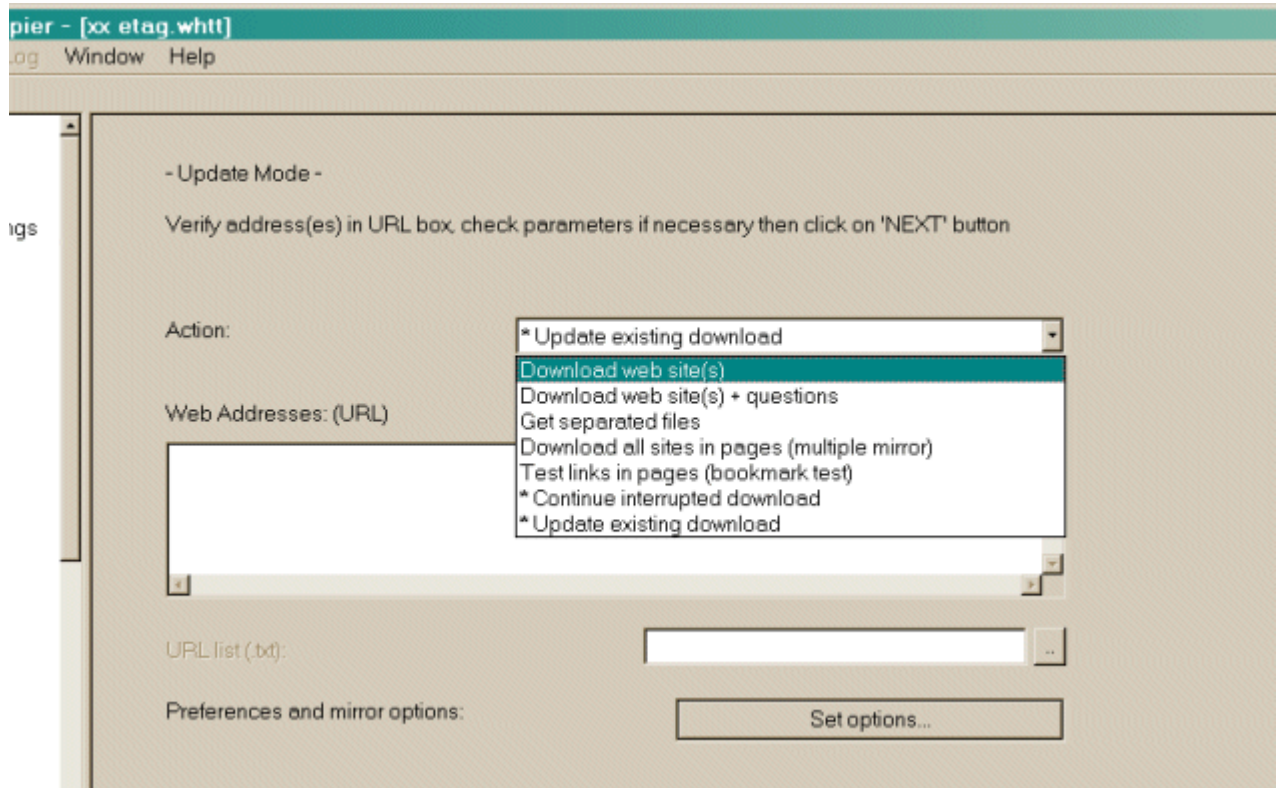 pier - [xx etag.whtt]
Log Window Help
ngs
- Update Mode -
Verify address(es) in URL box, check parameters if necessary then click on 'NEXT' button
Action:
* Update existing download
Download web site(s)
Download web site(s) + questions
Get separated files
Download all sites in pages (multiple mirror)
Test links in pages (bookmark test)
* Continue interrupted download
* Update existing download
Web Addresses: (URL)
URL list (.txt):
..
Preferences and mirror options:
Set options...